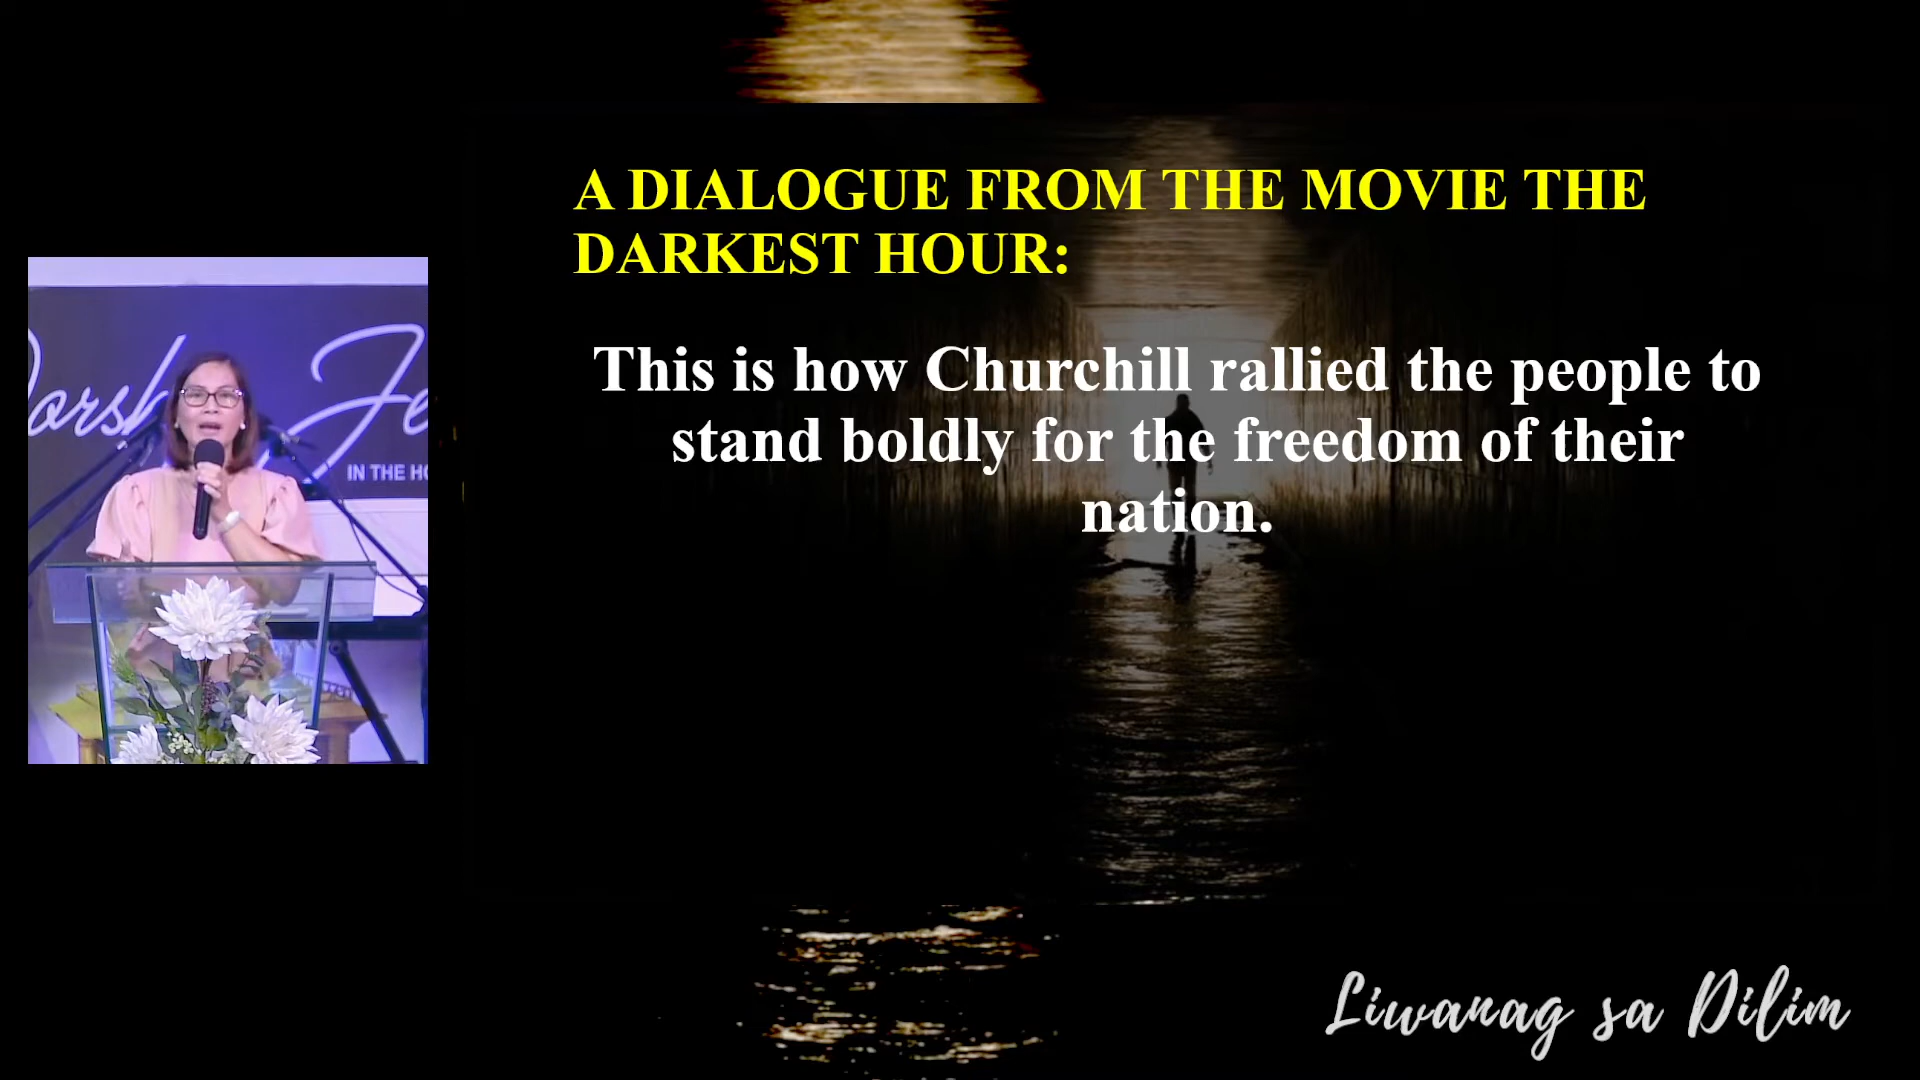 A DIALOGUE FROM THE MOVIE THE
DARKEST HOUR:
This is how Churchill rallied the people to
stand boldly for the freedom of their
nation.
IN THE
Liwanag sa Dilim